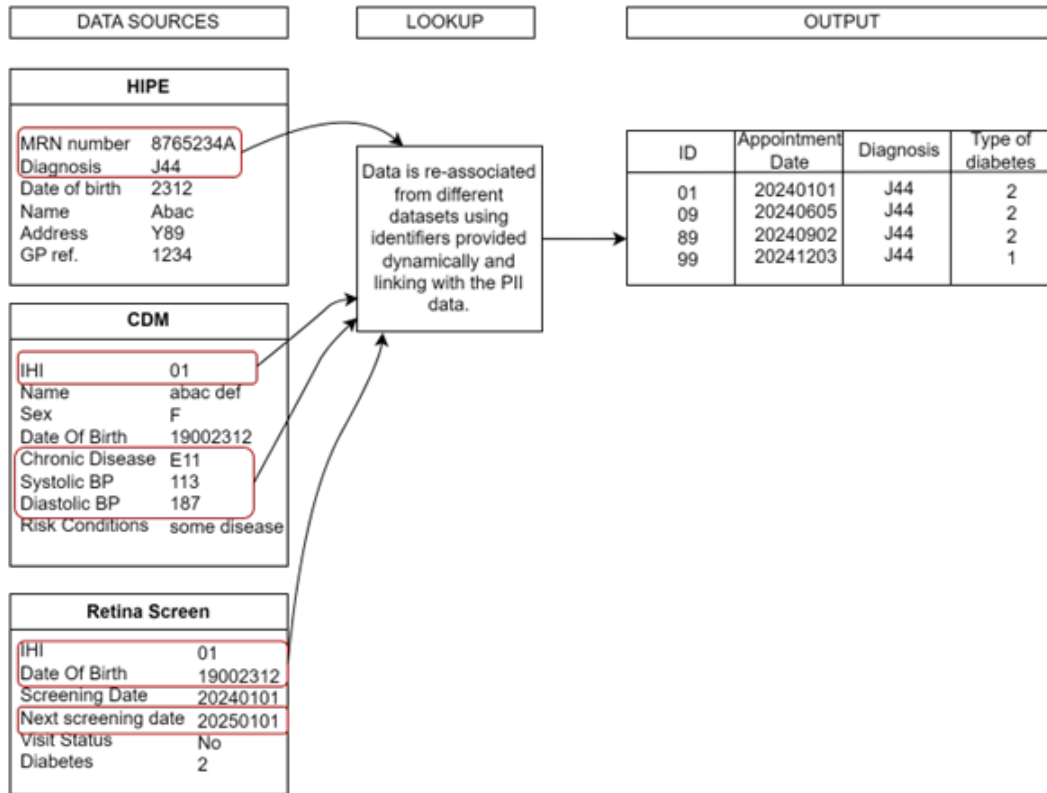 DATA SOURCES
LOOKUP
OUTPUT
HIPE
MRN number 8765234A
Diagnosis J44
Date of birth 2312
Name Abac
Address Y89
GP ref. 1234
CDM
IHI 01
Name abac def
Sex F
Date Of Birth 19002312
Chronic Disease E11
Systolic BP 113
Diastolic BP 187
Risk Conditions some disease
Retina Screen
IHI 01
Date Of Birth 19002312
Screening Date 20240101
Next screening date 20250101
Visit Status No
Diabetes 2
Data is re-associated
from different
datasets using
identifiers provided
dynamically and
linking with the PII
data.
ID Appointment Date Diagnosis Type of diabetes
01 20240101 J44 2
09 20240605 J44 2
89 20240902 J44 2
99 20241203 J44 1